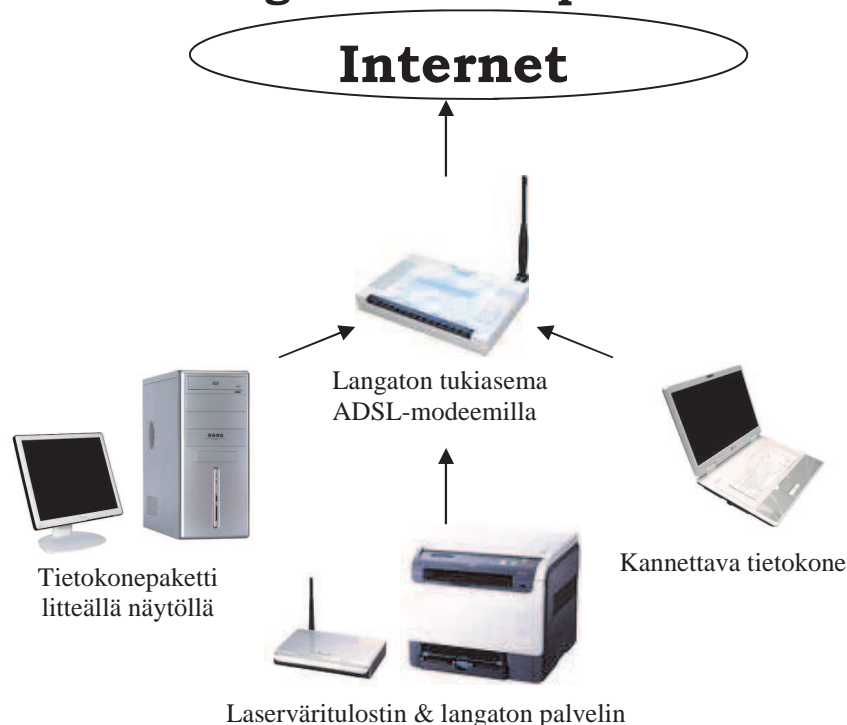 Internet
Langaton tukiasema
ADSL-modeemilla
Tietokonepaketti
litteällä näytöllä
Kannettava tietokone
Laserväritulostin & langaton palvelin